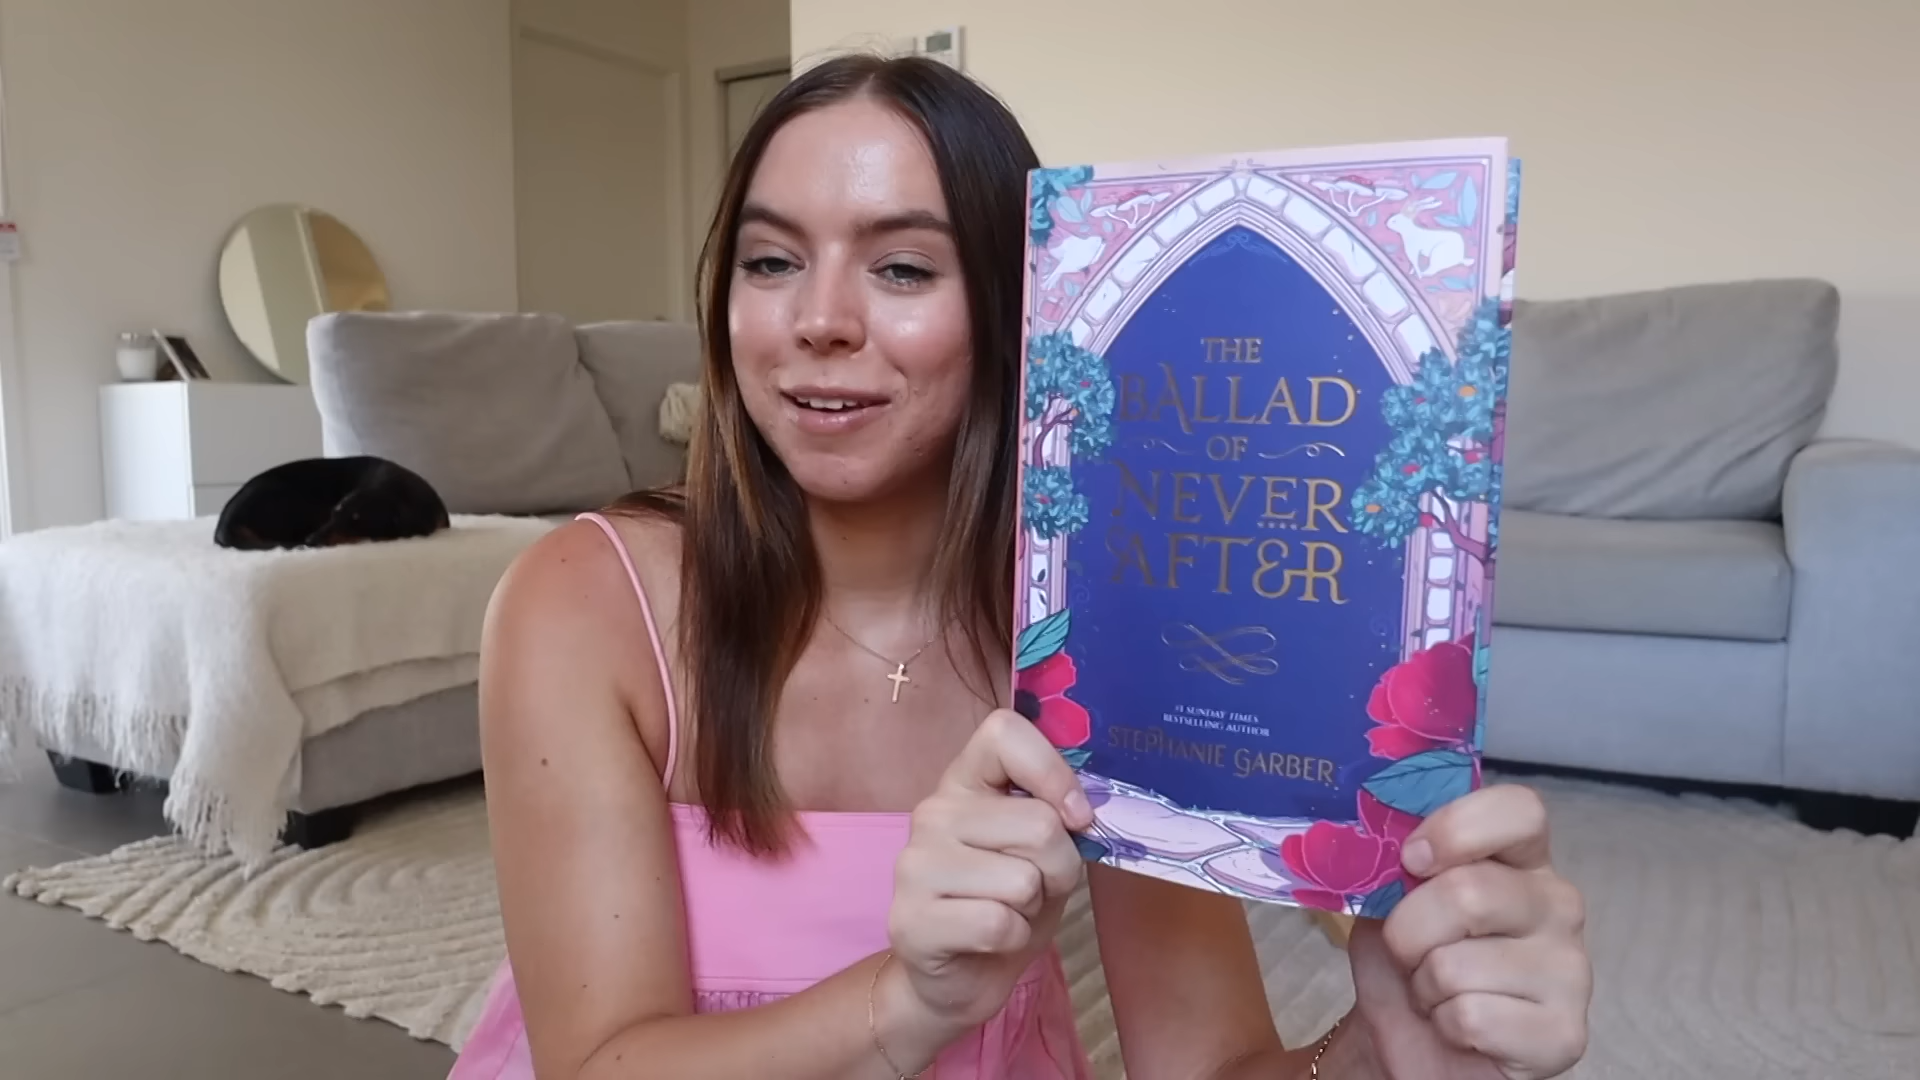 THE
BALLAD
OF
NEVER
AFTER
#1 SUNDAY TIMES
BESTSELLING AUTHOR
STEPHANIE GARBER